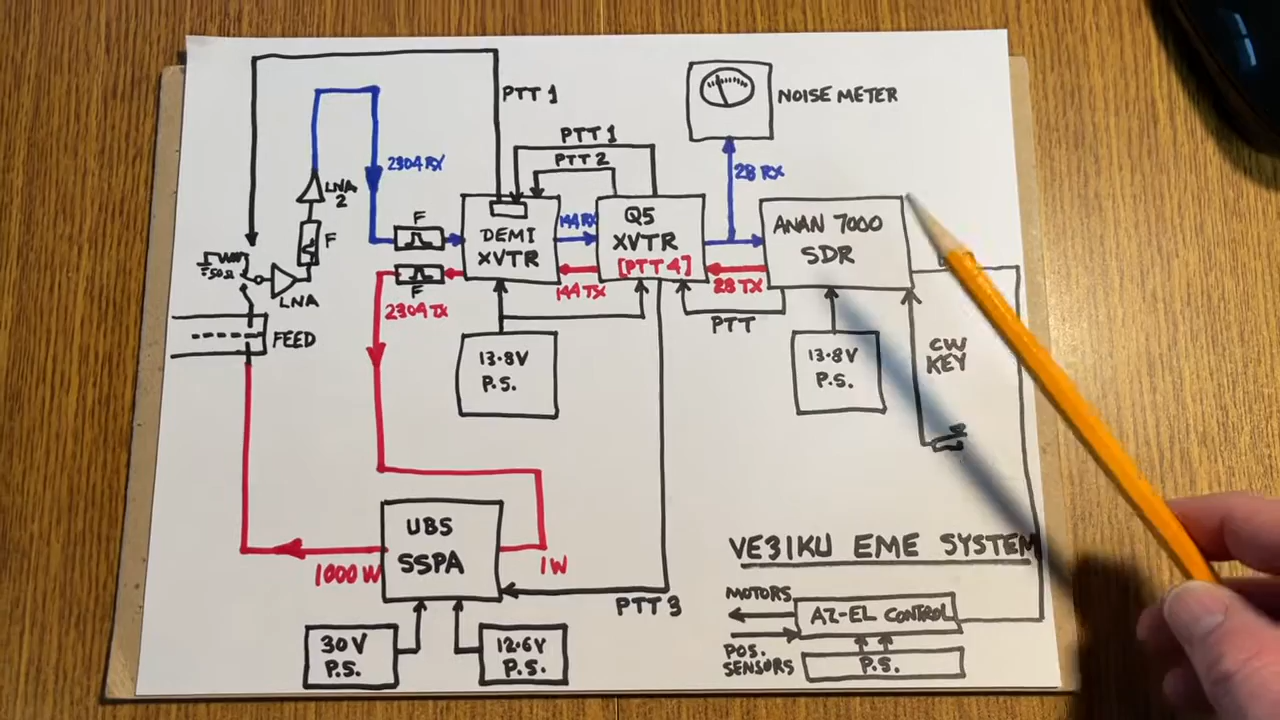 PTT 1
NOISE METER
PTT 1
PTT 2
LNA
2
2304 RX
28 RX
F
F
50Ω
LNA
DEMI
XVTR
144 RX
Q5
XVTR
[PTT 4]
ANAN 7000
SDR
F
2304 TX
144 TX
28 TX
PTT
FEED
13.8V
P.S.
13.8V
P.S.
CW
KEY
UBS
SSPA
1000 W
1W
PTT 3
VE3IKU EME SYSTEM
MOTORS
AZ-EL CONTROL
POS.
SENSORS
P.S.
30V
P.S.
12.6V
P.S.